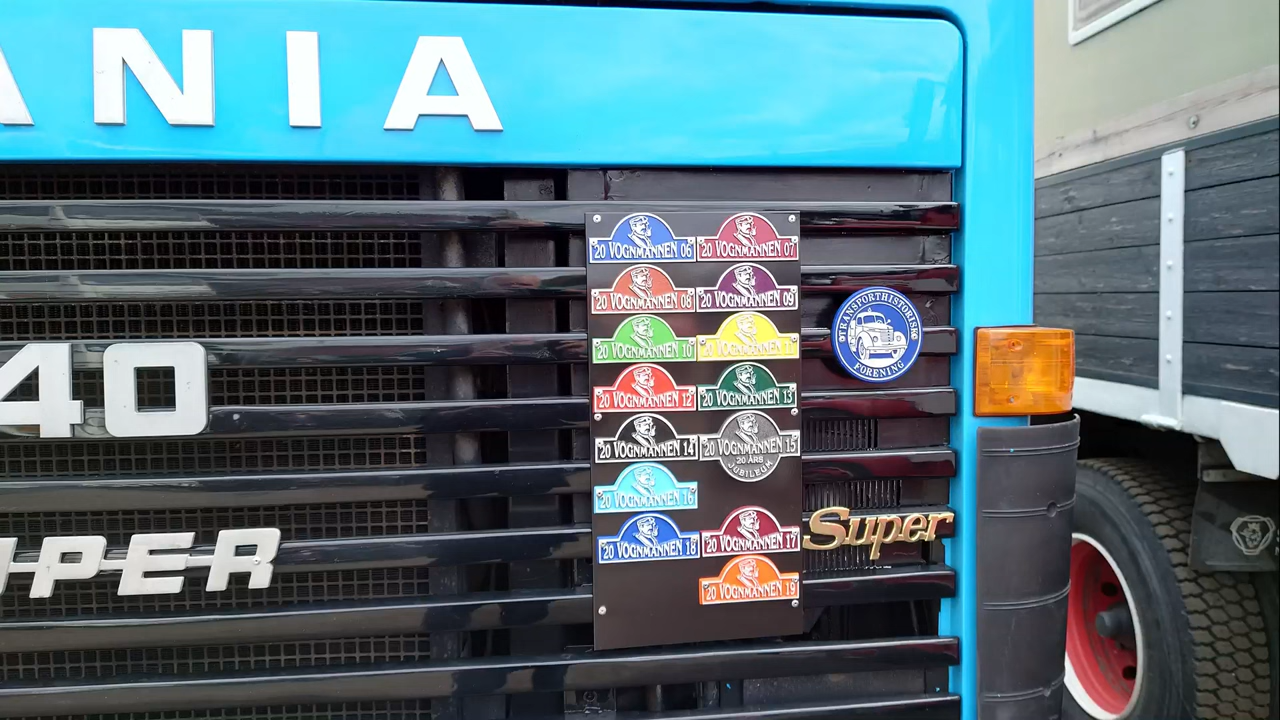 ANIA
20 VOGNMANNEN 06
20 VOGNMANNEN 07
20 VOGNMANNEN 08
20 VOGNMANNEN 09
20 VOGNMANNEN 10
20 VOGNMANNEN 11
20 VOGNMANNEN 12
20 VOGNMANNEN 13
20 VOGNMANNEN 14
20 VOGNMANNEN 15
20 ÅRS
JUBILEUM
20 VOGNMANNEN 16
20 VOGNMANNEN 18
20 VOGNMANNEN 17
20 VOGNMANNEN 19
TRANSPORTHISTORISK
FORENING
40
Super
UPER